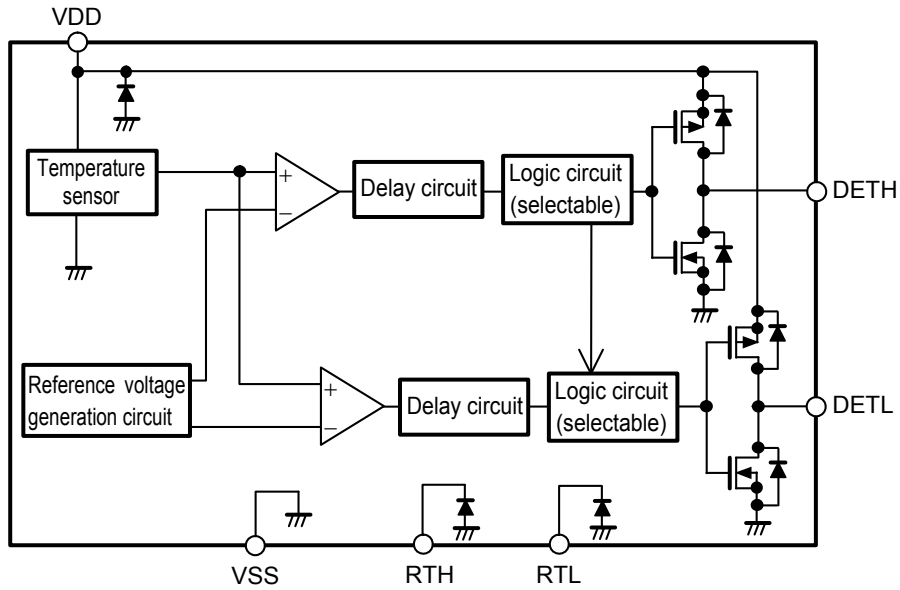 VDD
Temperature
sensor
+
−
Delay circuit
Logic circuit
(selectable)
DETH
Reference voltage
generation circuit
+
−
Delay circuit
Logic circuit
(selectable)
DETL
VSS
RTH
RTL